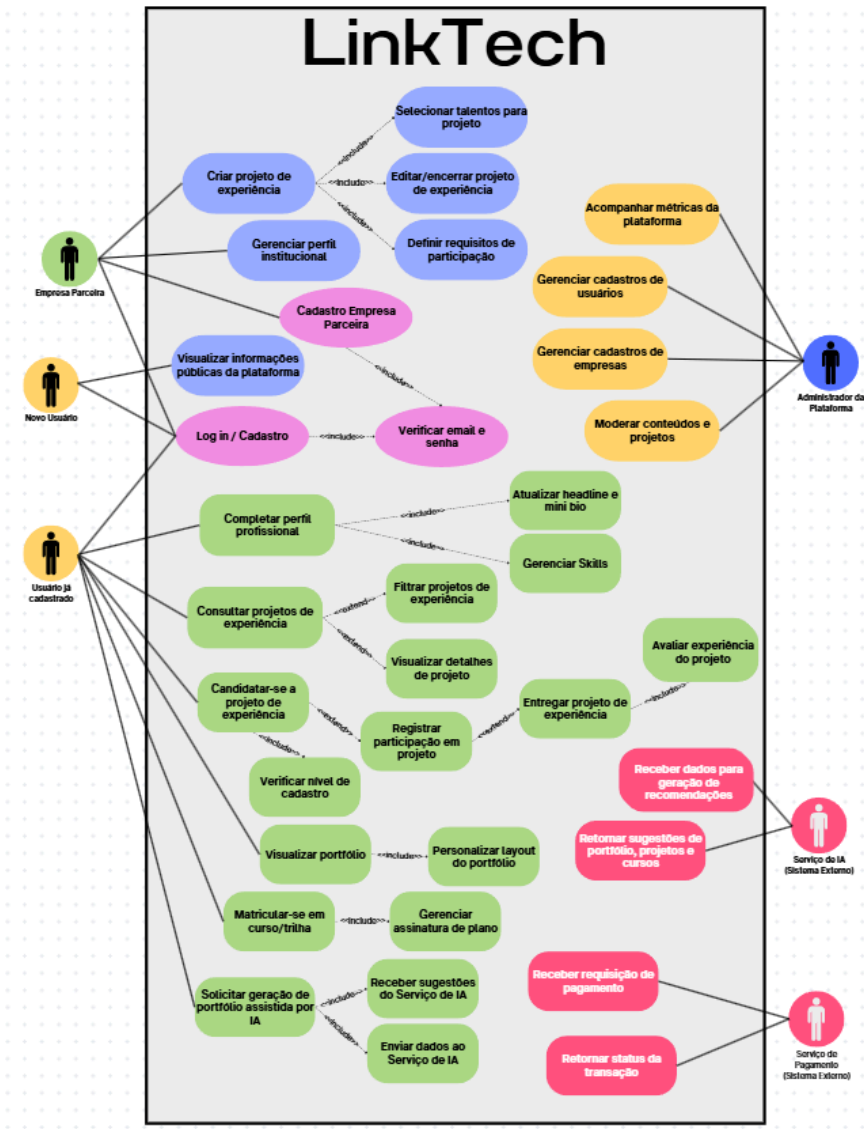 LinkTech
Selecionar talentos para
projeto
<<include>>
Criar projeto de
experiência
<<include>>
Editar/encerrar projeto
de experiência
<<include>>
Definir requisitos de
participação
Gerenciar perfil
institucional
Empresa Parceira
Cadastro Empresa
Parceira
<<include>>
Visualizar informações
públicas da plataforma
Novo Usuário
Log in / Cadastro
<<include>>
Verificar email e
senha
Acompanhar métricas da
plataforma
Gerenciar cadastros de
usuários
Gerenciar cadastros de
empresas
Moderar conteúdos e
projetos
Administrador da
Plataforma
Usuário já
cadastrado
Completar perfil
profissional
<<include>>
Atualizar headline e
mini bio
<<include>>
Gerenciar Skills
Consultar projetos de
experiência
<<extend>>
Filtrar projetos de
experiência
<<extend>>
Visualizar detalhes
de projeto
Candidatar-se a
projeto de
experiência
<<extend>>
Registrar
participação em
projeto
<<extend>>
Entregar projeto de
experiência
<<include>>
Avaliar experiência
do projeto
<<include>>
Verificar nível de
cadastro
Visualizar portfólio
<<include>>
Personalizar layout
do portfólio
Matricular-se em
curso/trilha
<<include>>
Gerenciar
assinatura de plano
Solicitar geração de
portfólio assistida por
IA
<<include>>
Receber sugestões
do Serviço de IA
<<include>>
Enviar dados ao
Serviço de IA
Receber dados para
geração de
recomendações
Retornar sugestões de
portfólio, projetos e
cursos
Serviço de IA
(Sistema Externo)
Receber requisição de
pagamento
Retornar status da
transação
Serviço de
Pagamento
(Sistema Externo)